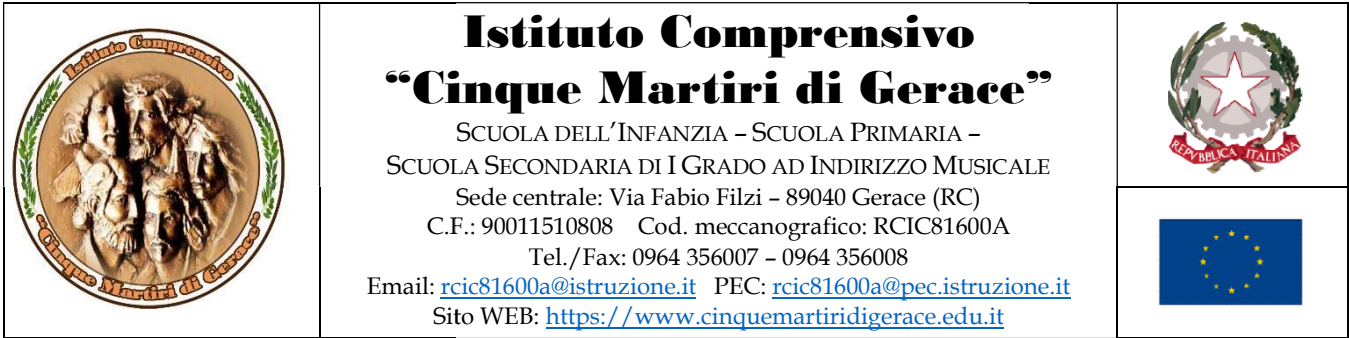 Istituto Comprensivo
"Cinque Martiri di Gerace"
Istituto Comprensivo
“Cinque Martiri di Gerace”
SCUOLA DELL’INFANZIA – SCUOLA PRIMARIA –
SCUOLA SECONDARIA DI I GRADO AD INDIRIZZO MUSICALE
Sede centrale: Via Fabio Filzi – 89040 Gerace (RC)
C.F.: 90011510808 Cod. meccanografico: RCIC81600A
Tel./Fax: 0964 356007 – 0964 356008
Email: rcic81600a@istruzione.it PEC: rcic81600a@pec.istruzione.it
Sito WEB: https://www.cinquemartiridigerace.edu.it
REPVBBLICA ITALIANA